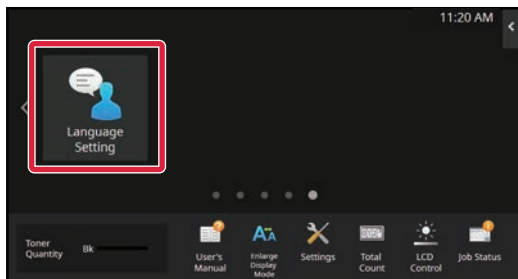 11:20 AM
Language
Setting
Toner
Quantity
Bk
User's
Manual
Enlarge
Display
Mode
Settings
Total
Count
LCD
Control
Job Status